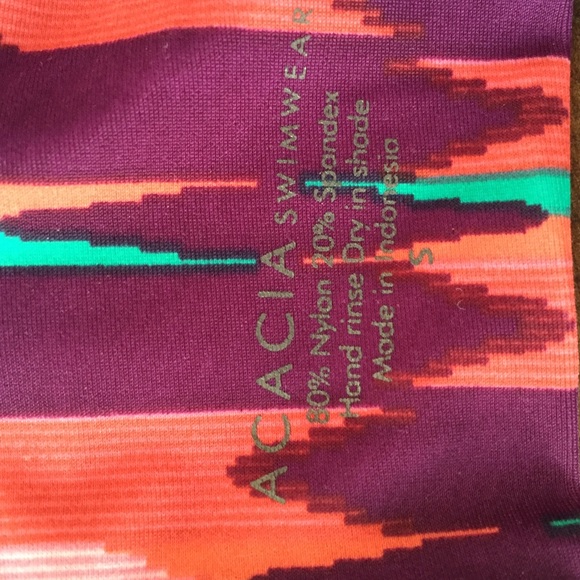 ACACIA SWIMWEAR
80% Nylon 20% Spandex
Hand rinse Dry in shade
Made in Indonesia
S